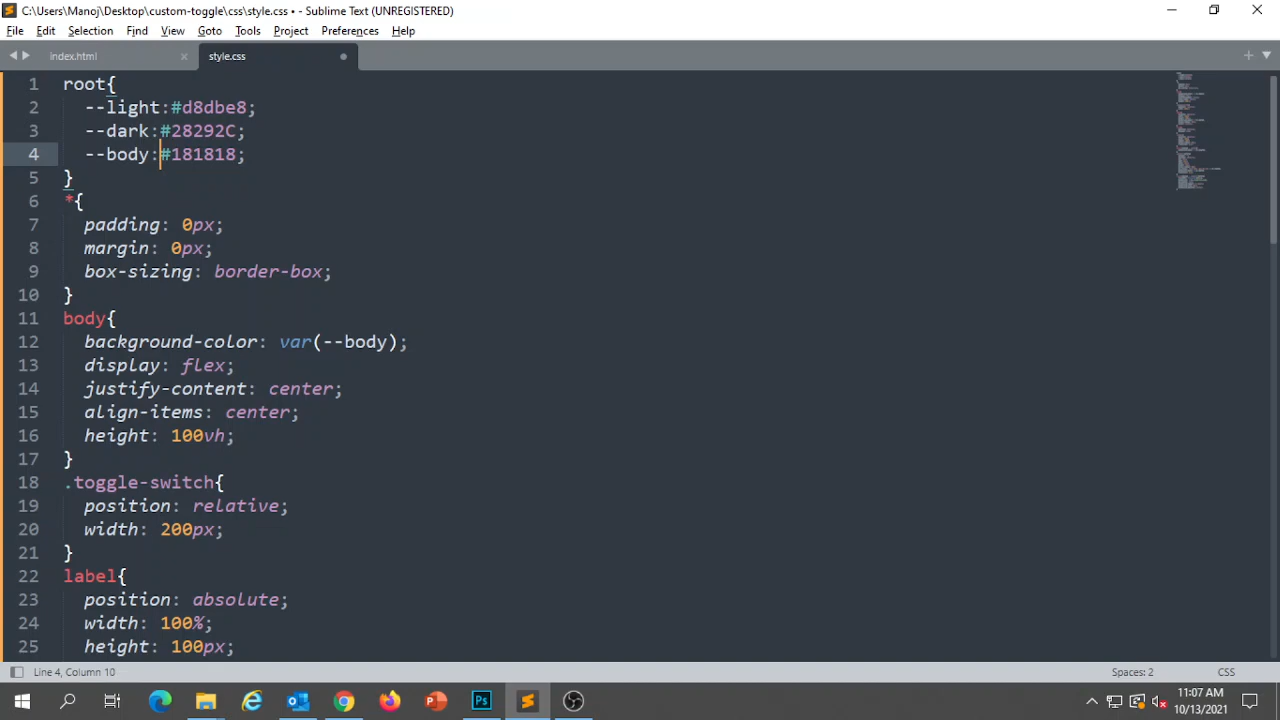 C:\Users\Manoj\Desktop\custom-toggle\css\style.css • - Sublime Text (UNREGISTERED)
File Edit Selection Find View Goto Tools Project Preferences Help
index.html style.css
1 root{
2 --light:#d8dbe8;
3 --dark:#28292C;
4 --body:#181818;
5 }
6 *{
7 padding: 0px;
8 margin: 0px;
9 box-sizing: border-box;
10 }
11 body{
12 background-color: var(--body);
13 display: flex;
14 justify-content: center;
15 align-items: center;
16 height: 100vh;
17 }
18 .toggle-switch{
19 position: relative;
20 width: 200px;
21 }
22 label{
23 position: absolute;
24 width: 100%;
25 height: 100px;
Line 4, Column 10 Spaces: 2 CSS
11:07 AM
10/13/2021